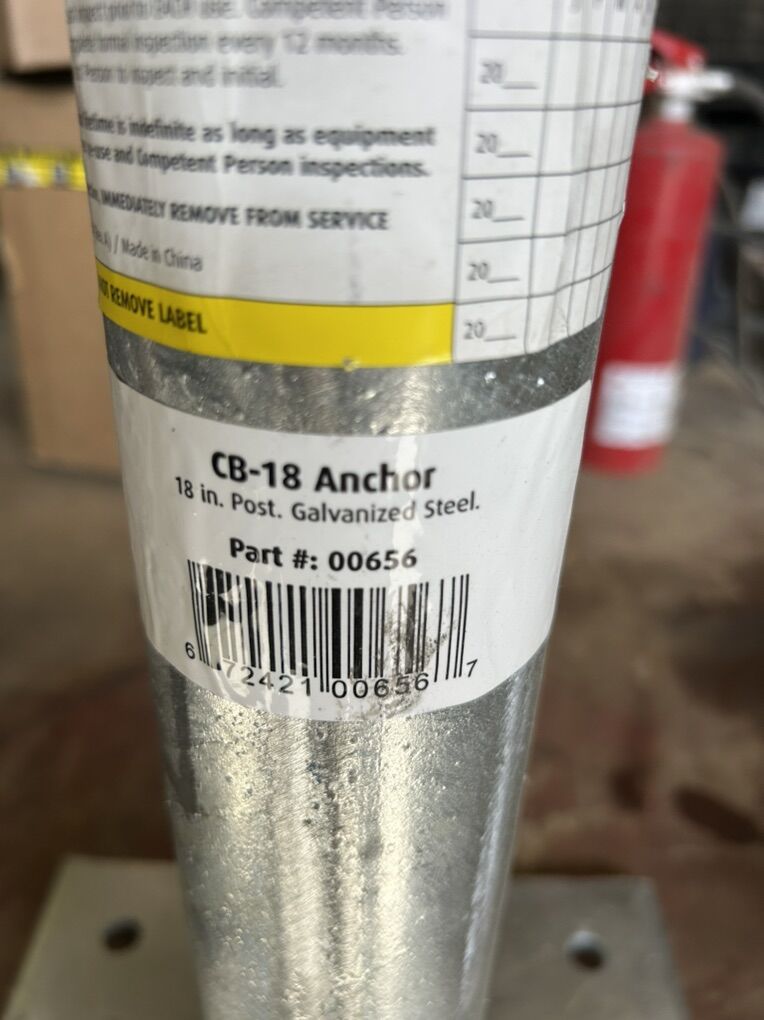 Competent Person
formal inspection every 12 months.
Person to inspect and initial.
lifetime is indefinite as long as equipment
and Competent Person inspections.
IMMEDIATELY REMOVE FROM SERVICE
/ Made in China
REMOVE LABEL
20__
20__
20__
20__
20__
CB-18 Anchor
18 in. Post. Galvanized Steel.
Part #: 00656
6 72421 00656 7